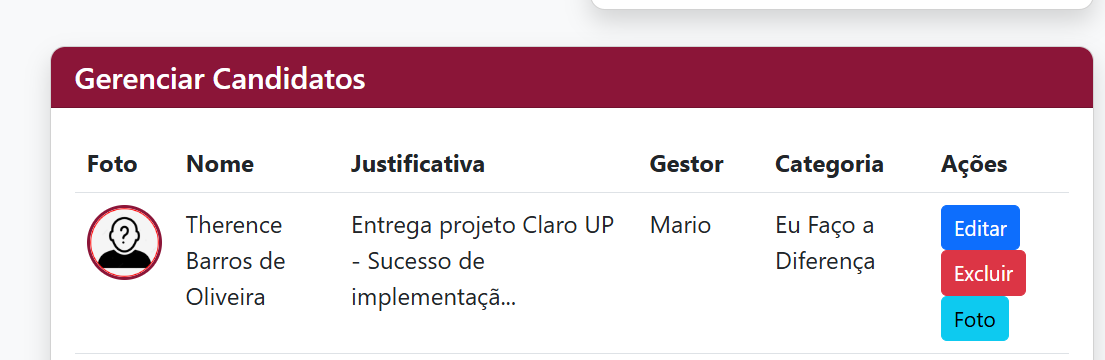 Gerenciar Candidatos
Foto Nome Justificativa Gestor Categoria Ações
?
Therence
Barros de
Oliveira
Entrega projeto Claro UP
- Sucesso de
implementaçã...
Mario
Eu Faço a
Diferença
Editar
Excluir
Foto